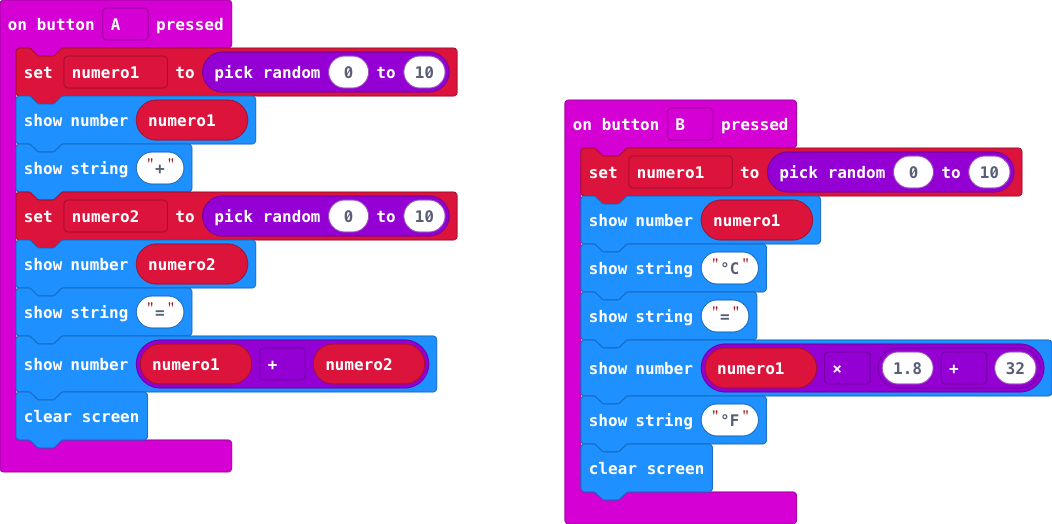 on button A pressed
set numero1 to pick random 0 to 10
show number numero1
show string "+"
set numero2 to pick random 0 to 10
show number numero2
show string "="
show number numero1 + numero2
clear screen
on button B pressed
set numero1 to pick random 0 to 10
show number numero1
show string "°C"
show string "="
show number numero1 × 1.8 + 32
show string "°F"
clear screen